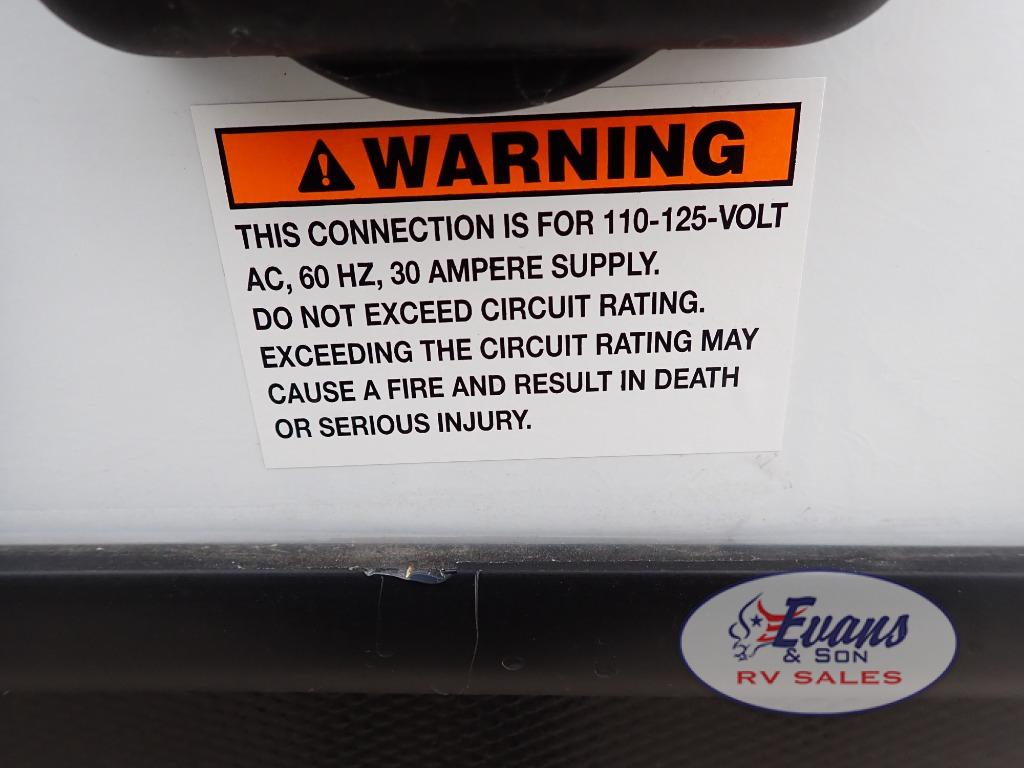 WARNING
THIS CONNECTION IS FOR 110-125-VOLT
AC, 60 HZ, 30 AMPERE SUPPLY.
DO NOT EXCEED CIRCUIT RATING.
EXCEEDING THE CIRCUIT RATING MAY
CAUSE A FIRE AND RESULT IN DEATH
OR SERIOUS INJURY.
Evans
& SON
RV SALES